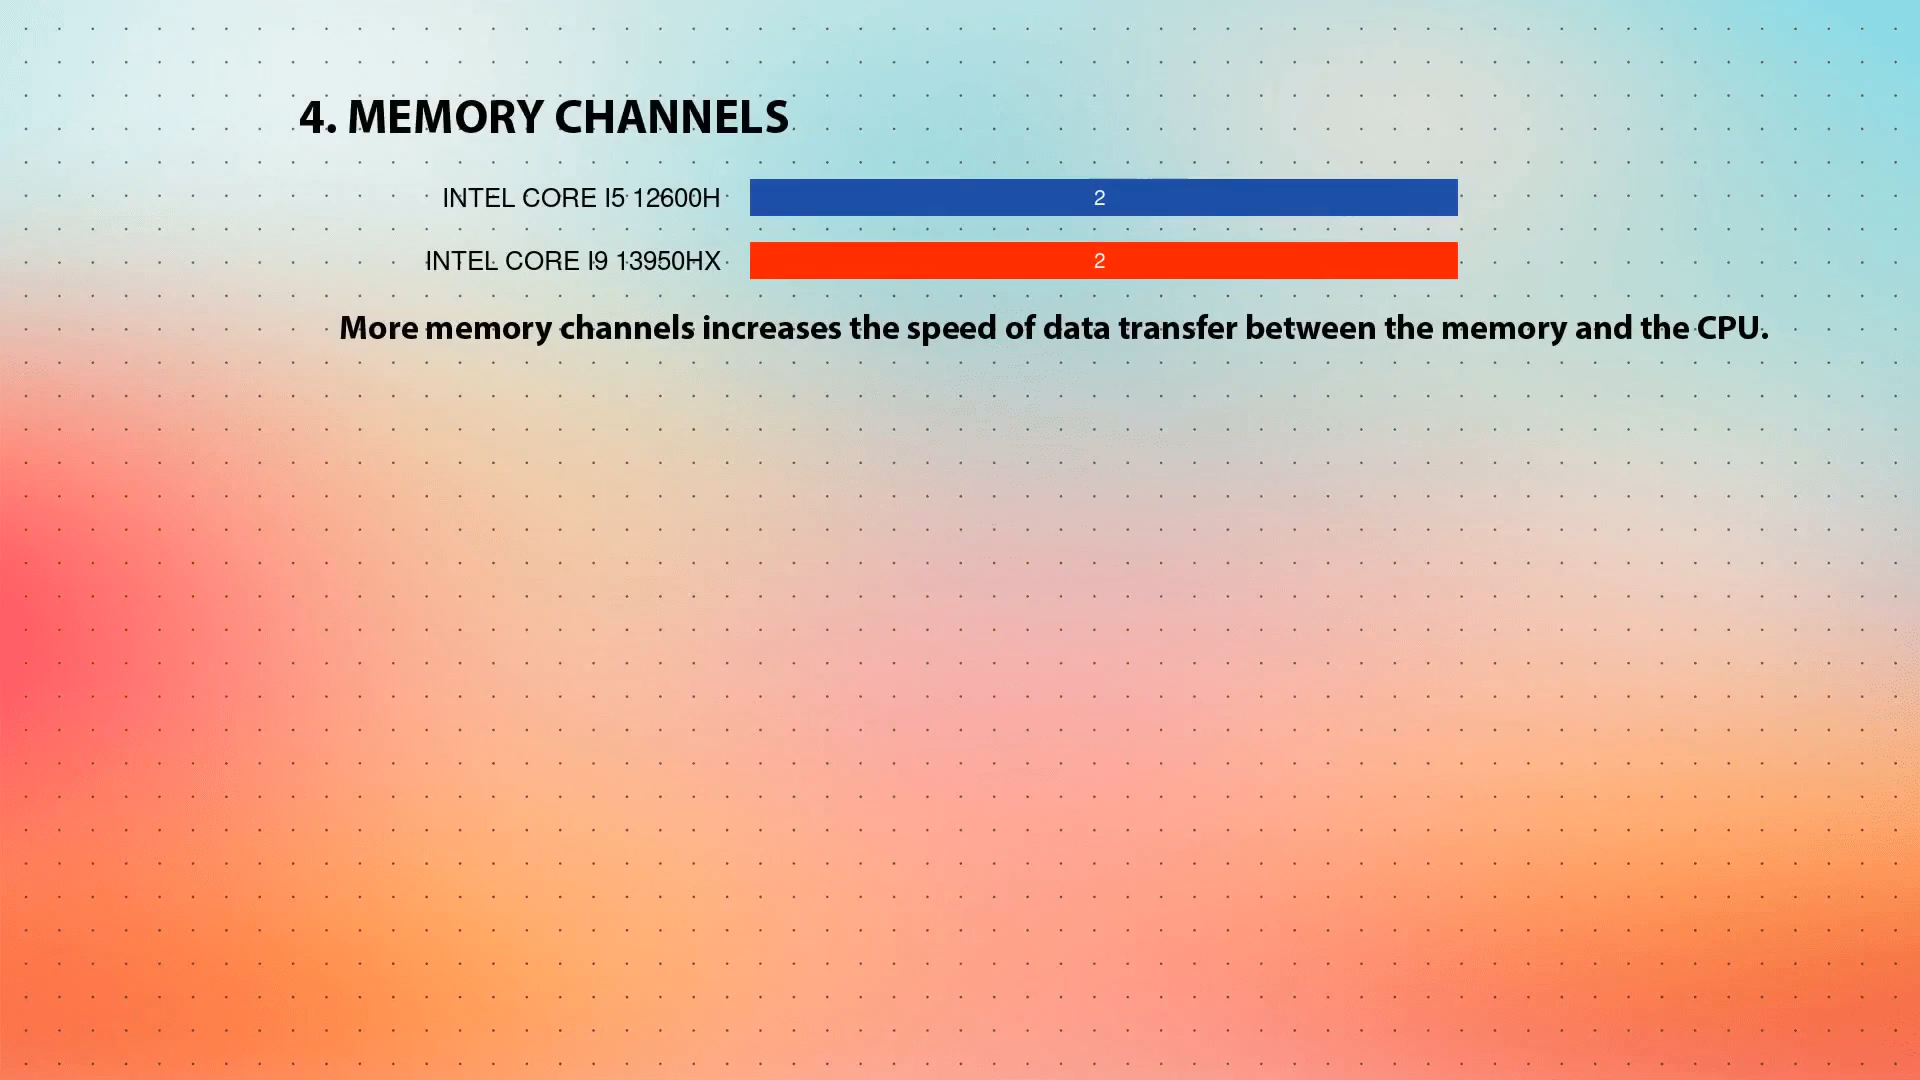 4. MEMORY CHANNELS
INTEL CORE I5 12600H 2
INTEL CORE I9 13950HX 2
More memory channels increases the speed of data transfer between the memory and the CPU.